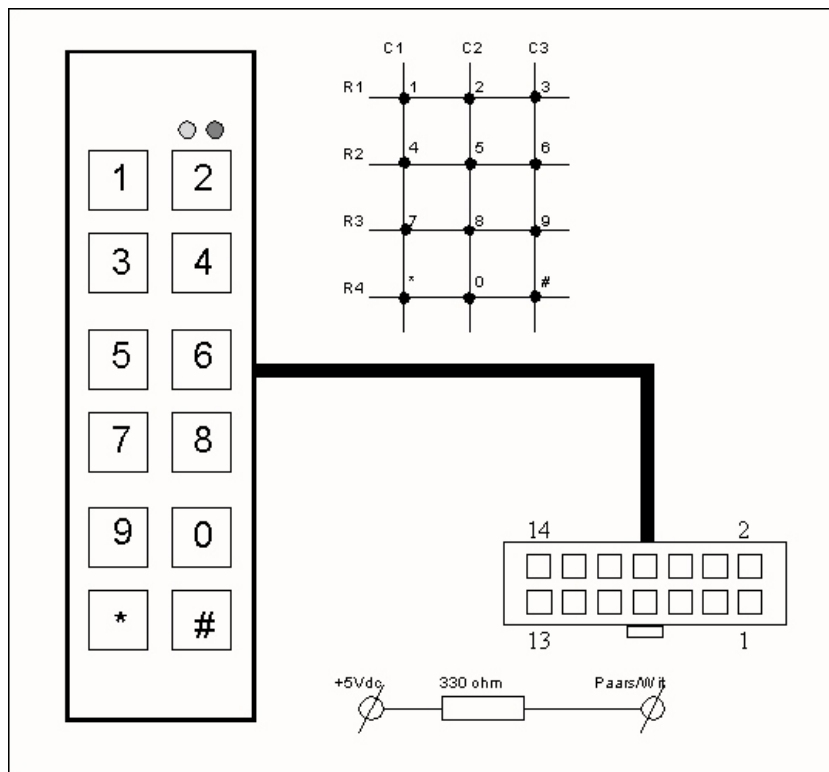 C1 C2 C3
R1 1 2 3
R2 4 5 6
R3 7 8 9
R4 * 0 #
1 2
3 4
5 6
7 8
9 0
* #
14 2
13 1
+5Vdc 330 ohm Paars/Wit